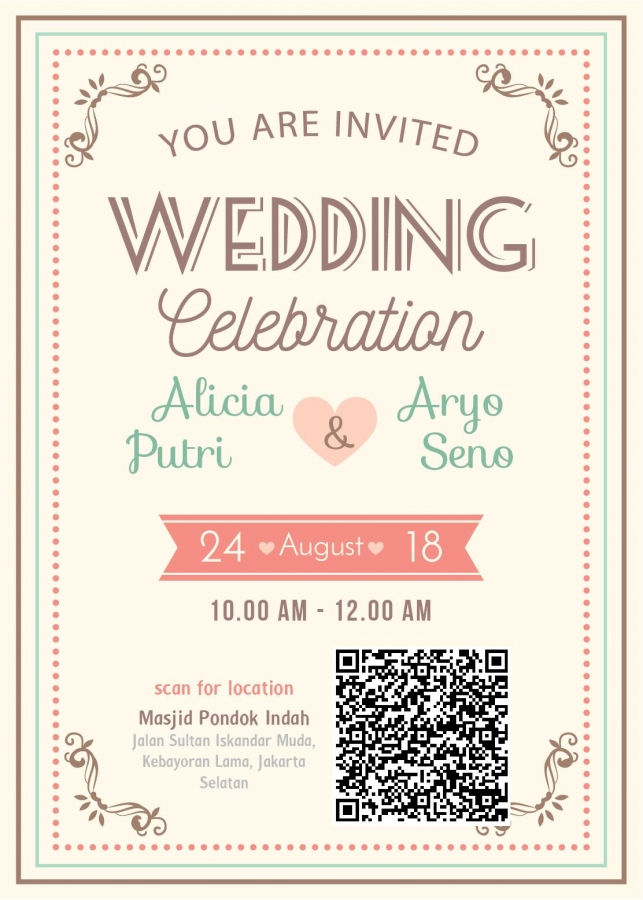 YOU ARE INVITED
WEDDING
Celebration
Alicia Putri
&
Aryo Seno
24 August 18
10.00 AM - 12.00 AM
scan for location
Masjid Pondok Indah
Jalan Sultan Iskandar Muda,
Kebayoran Lama, Jakarta
Selatan